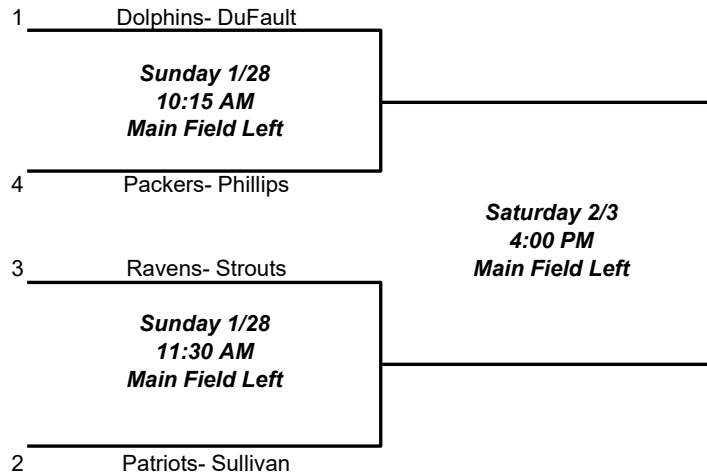 1 Dolphins- DuFault
Sunday 1/28
10:15 AM
Main Field Left
4 Packers- Phillips
Saturday 2/3
4:00 PM
Main Field Left
3 Ravens- Strouts
Sunday 1/28
11:30 AM
Main Field Left
2 Patriots- Sullivan